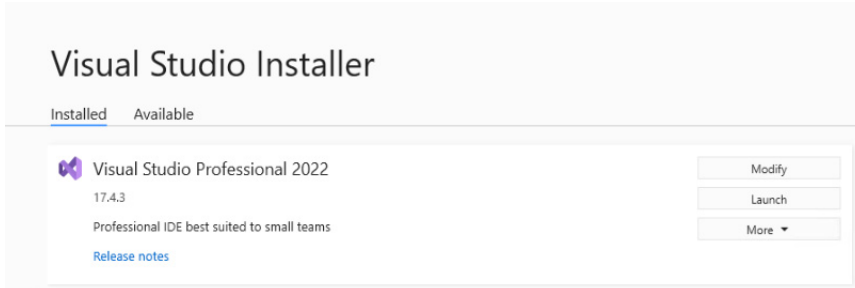 Visual Studio Installer
Installed Available
Visual Studio Professional 2022
Modify
17.4.3
Launch
Professional IDE best suited to small teams
More
Release notes